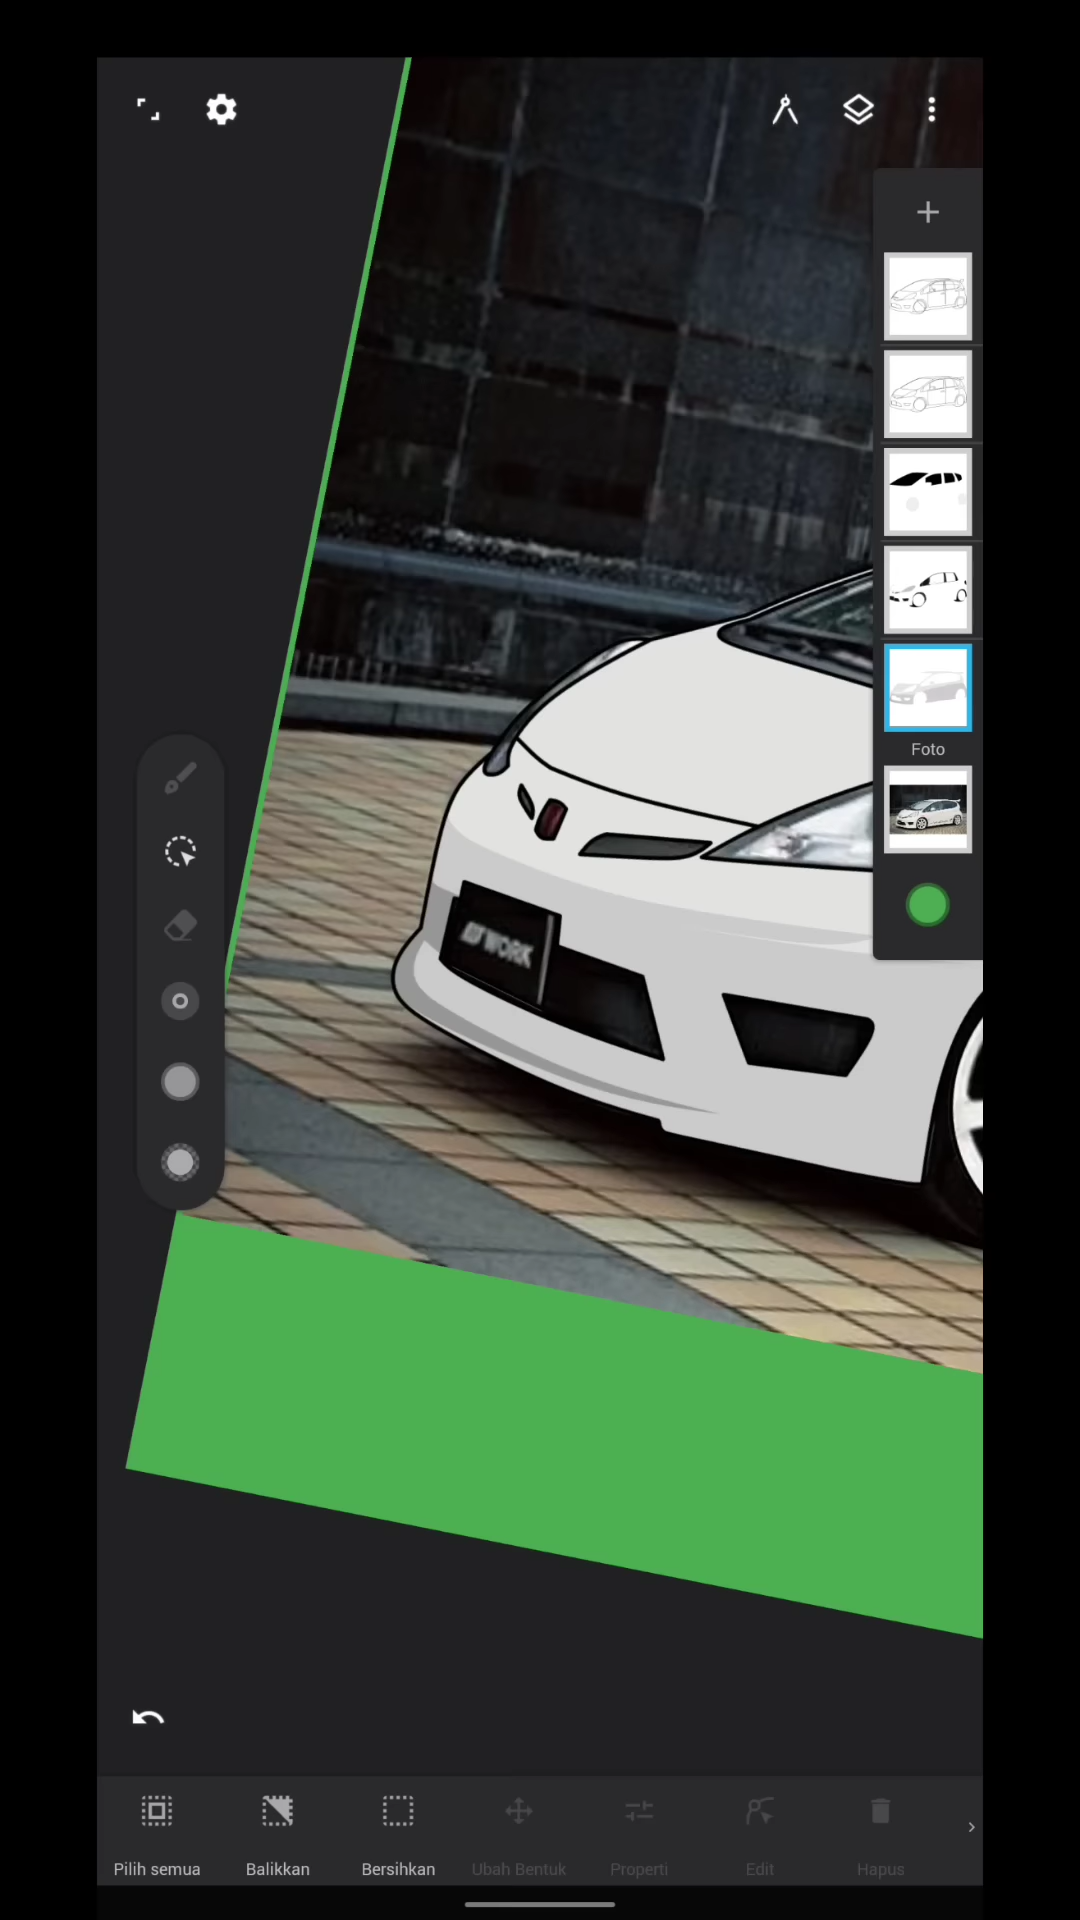 Foto
WORK
Pilih semua
Balikkan
Bersihkan
Ubah Bentuk
Properti
Edit
Hapus